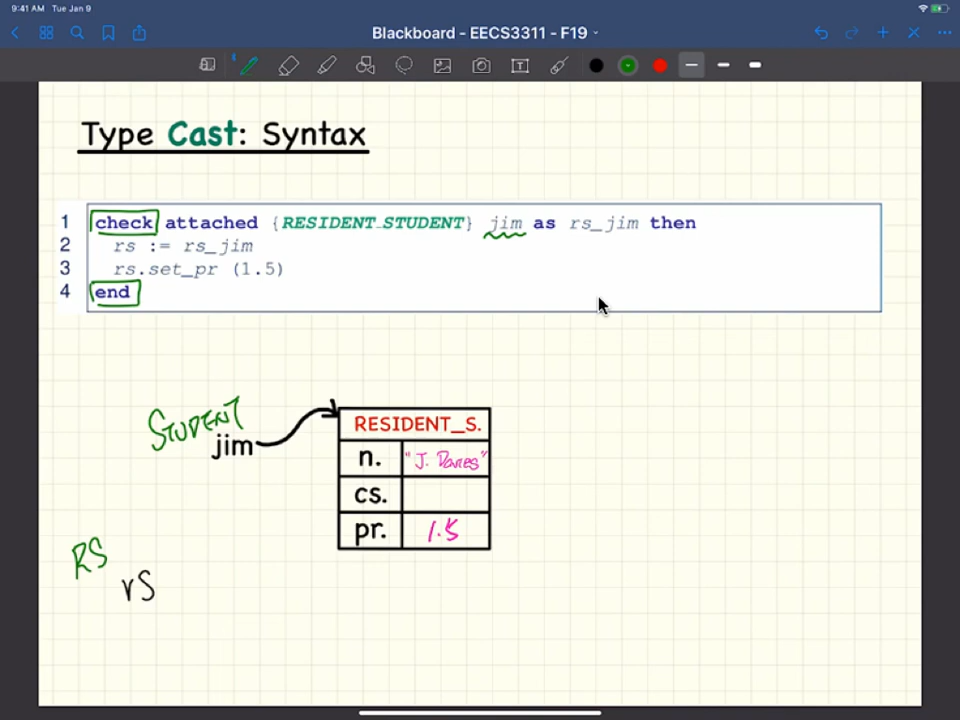 9:41 AM Tue Jan 9
Blackboard - EECS3311 - F19
Type Cast: Syntax
1 check attached {RESIDENT_STUDENT} jim as rs_jim then
2 rs := rs_jim
3 rs.set_pr (1.5)
4 end
STUDENT
jim
RESIDENT_S.
n. "J. Davies"
cs.
pr. 1.5
RS
rs